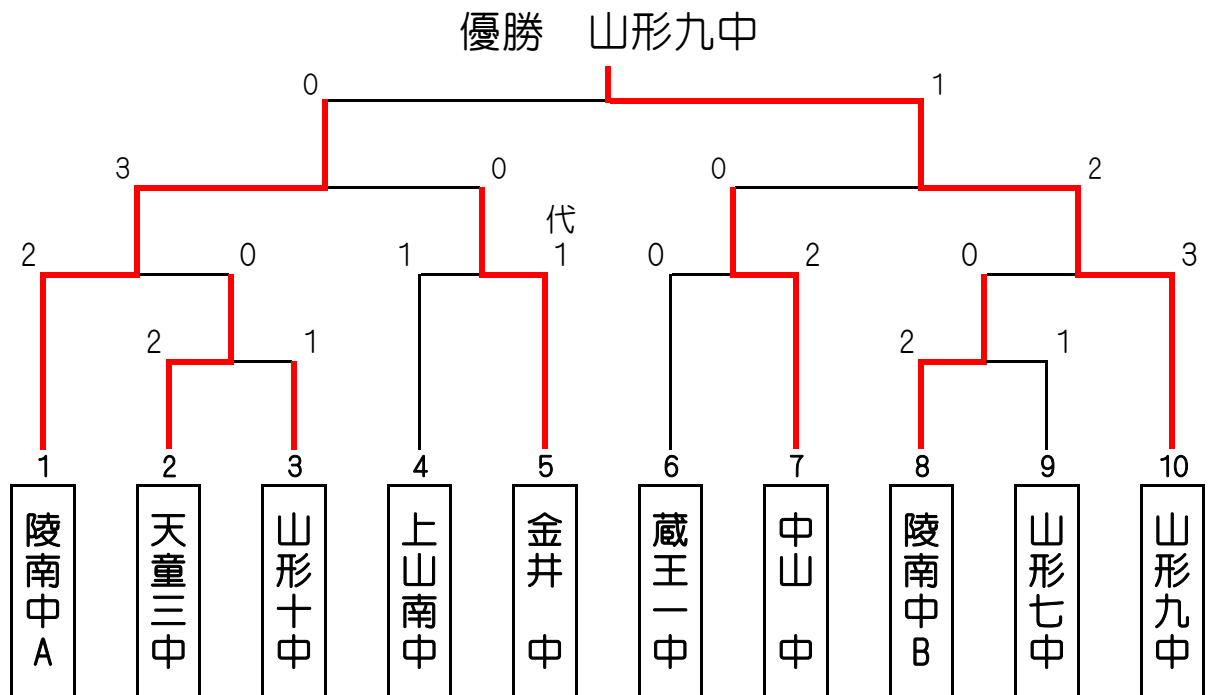 優勝　山形九中
0 1
3 0 0 2
代
2 0 1 1 0 2 0 3
2 1 2 1
1 2 3 4 5 6 7 8 9 10
陵南中A
天童三中
山形十中
上山南中
金井　中
蔵王一中
中山　中
陵南中B
山形七中
山形九中